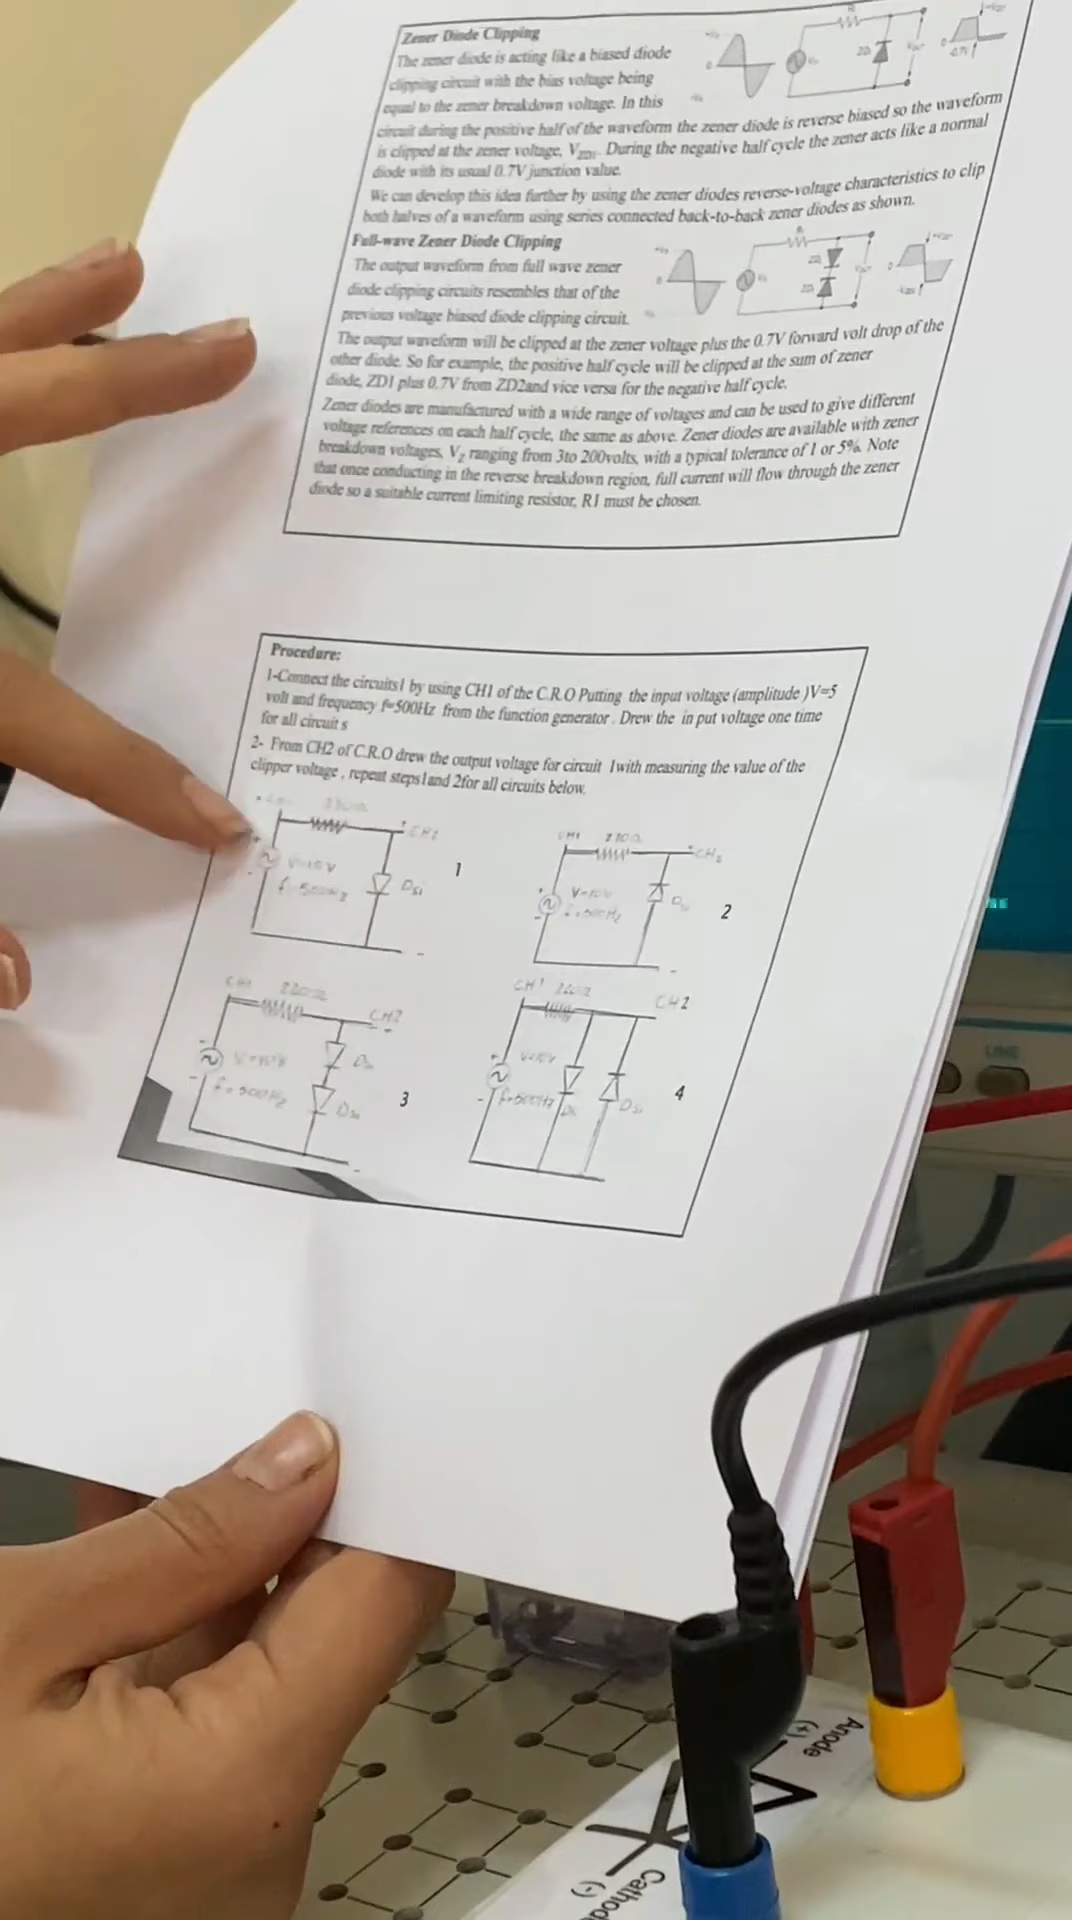 Zener Diode Clipping
The zener diode is acting like a biased diode
clipping circuit with the bias voltage being
equal to the zener breakdown voltage. In this
circuit during the positive half of the waveform the zener diode is reverse biased so the waveform
is clipped at the zener voltage, VZD1. During the negative half cycle the zener acts like a normal
diode with its usual 0.7V junction value.
We can develop this idea further by using the zener diodes reverse-voltage characteristics to clip
both halves of a waveform using series connected back-to-back zener diodes as shown.
Full-wave Zener Diode Clipping
The output waveform from full wave zener
diode clipping circuits resembles that of the
previous voltage biased diode clipping circuit.
The output waveform will be clipped at the zener voltage plus the 0.7V forward volt drop of the
other diode. So for example, the positive half cycle will be clipped at the sum of zener
diode, ZD1 plus 0.7V from ZD2and vice versa for the negative half cycle.
Zener diodes are manufactured with a wide range of voltages and can be used to give different
voltage references on each half cycle, the same as above. Zener diodes are available with zener
breakdown voltages, VZ ranging from 3to 200volts, with a typical tolerance of 1 or 5%. Note
that once conducting in the reverse breakdown region, full current will flow through the zener
diode so a suitable current limiting resistor, R1 must be chosen.
Procedure:
1-Connect the circuits1 by using CH1 of the C.R.O Putting the input voltage (amplitude )V=5
volt and frequency f=500Hz from the function generator . Drew the in put voltage one time
for all circuit s
2- From CH2 of C.R.O drew the output voltage for circuit 1with measuring the value of the
clipper voltage , repeat steps1and 2for all circuits below.
V=10V
f=500Hz
DSi
1
CH1
V=10V
f=500Hz
2
CH1 220Ω
CH2
f=500Hz
DSi
3
CH1 220Ω
CH2
V=10V
f=500Hz
DSi
4
LINE
Anode
(+)
(-)